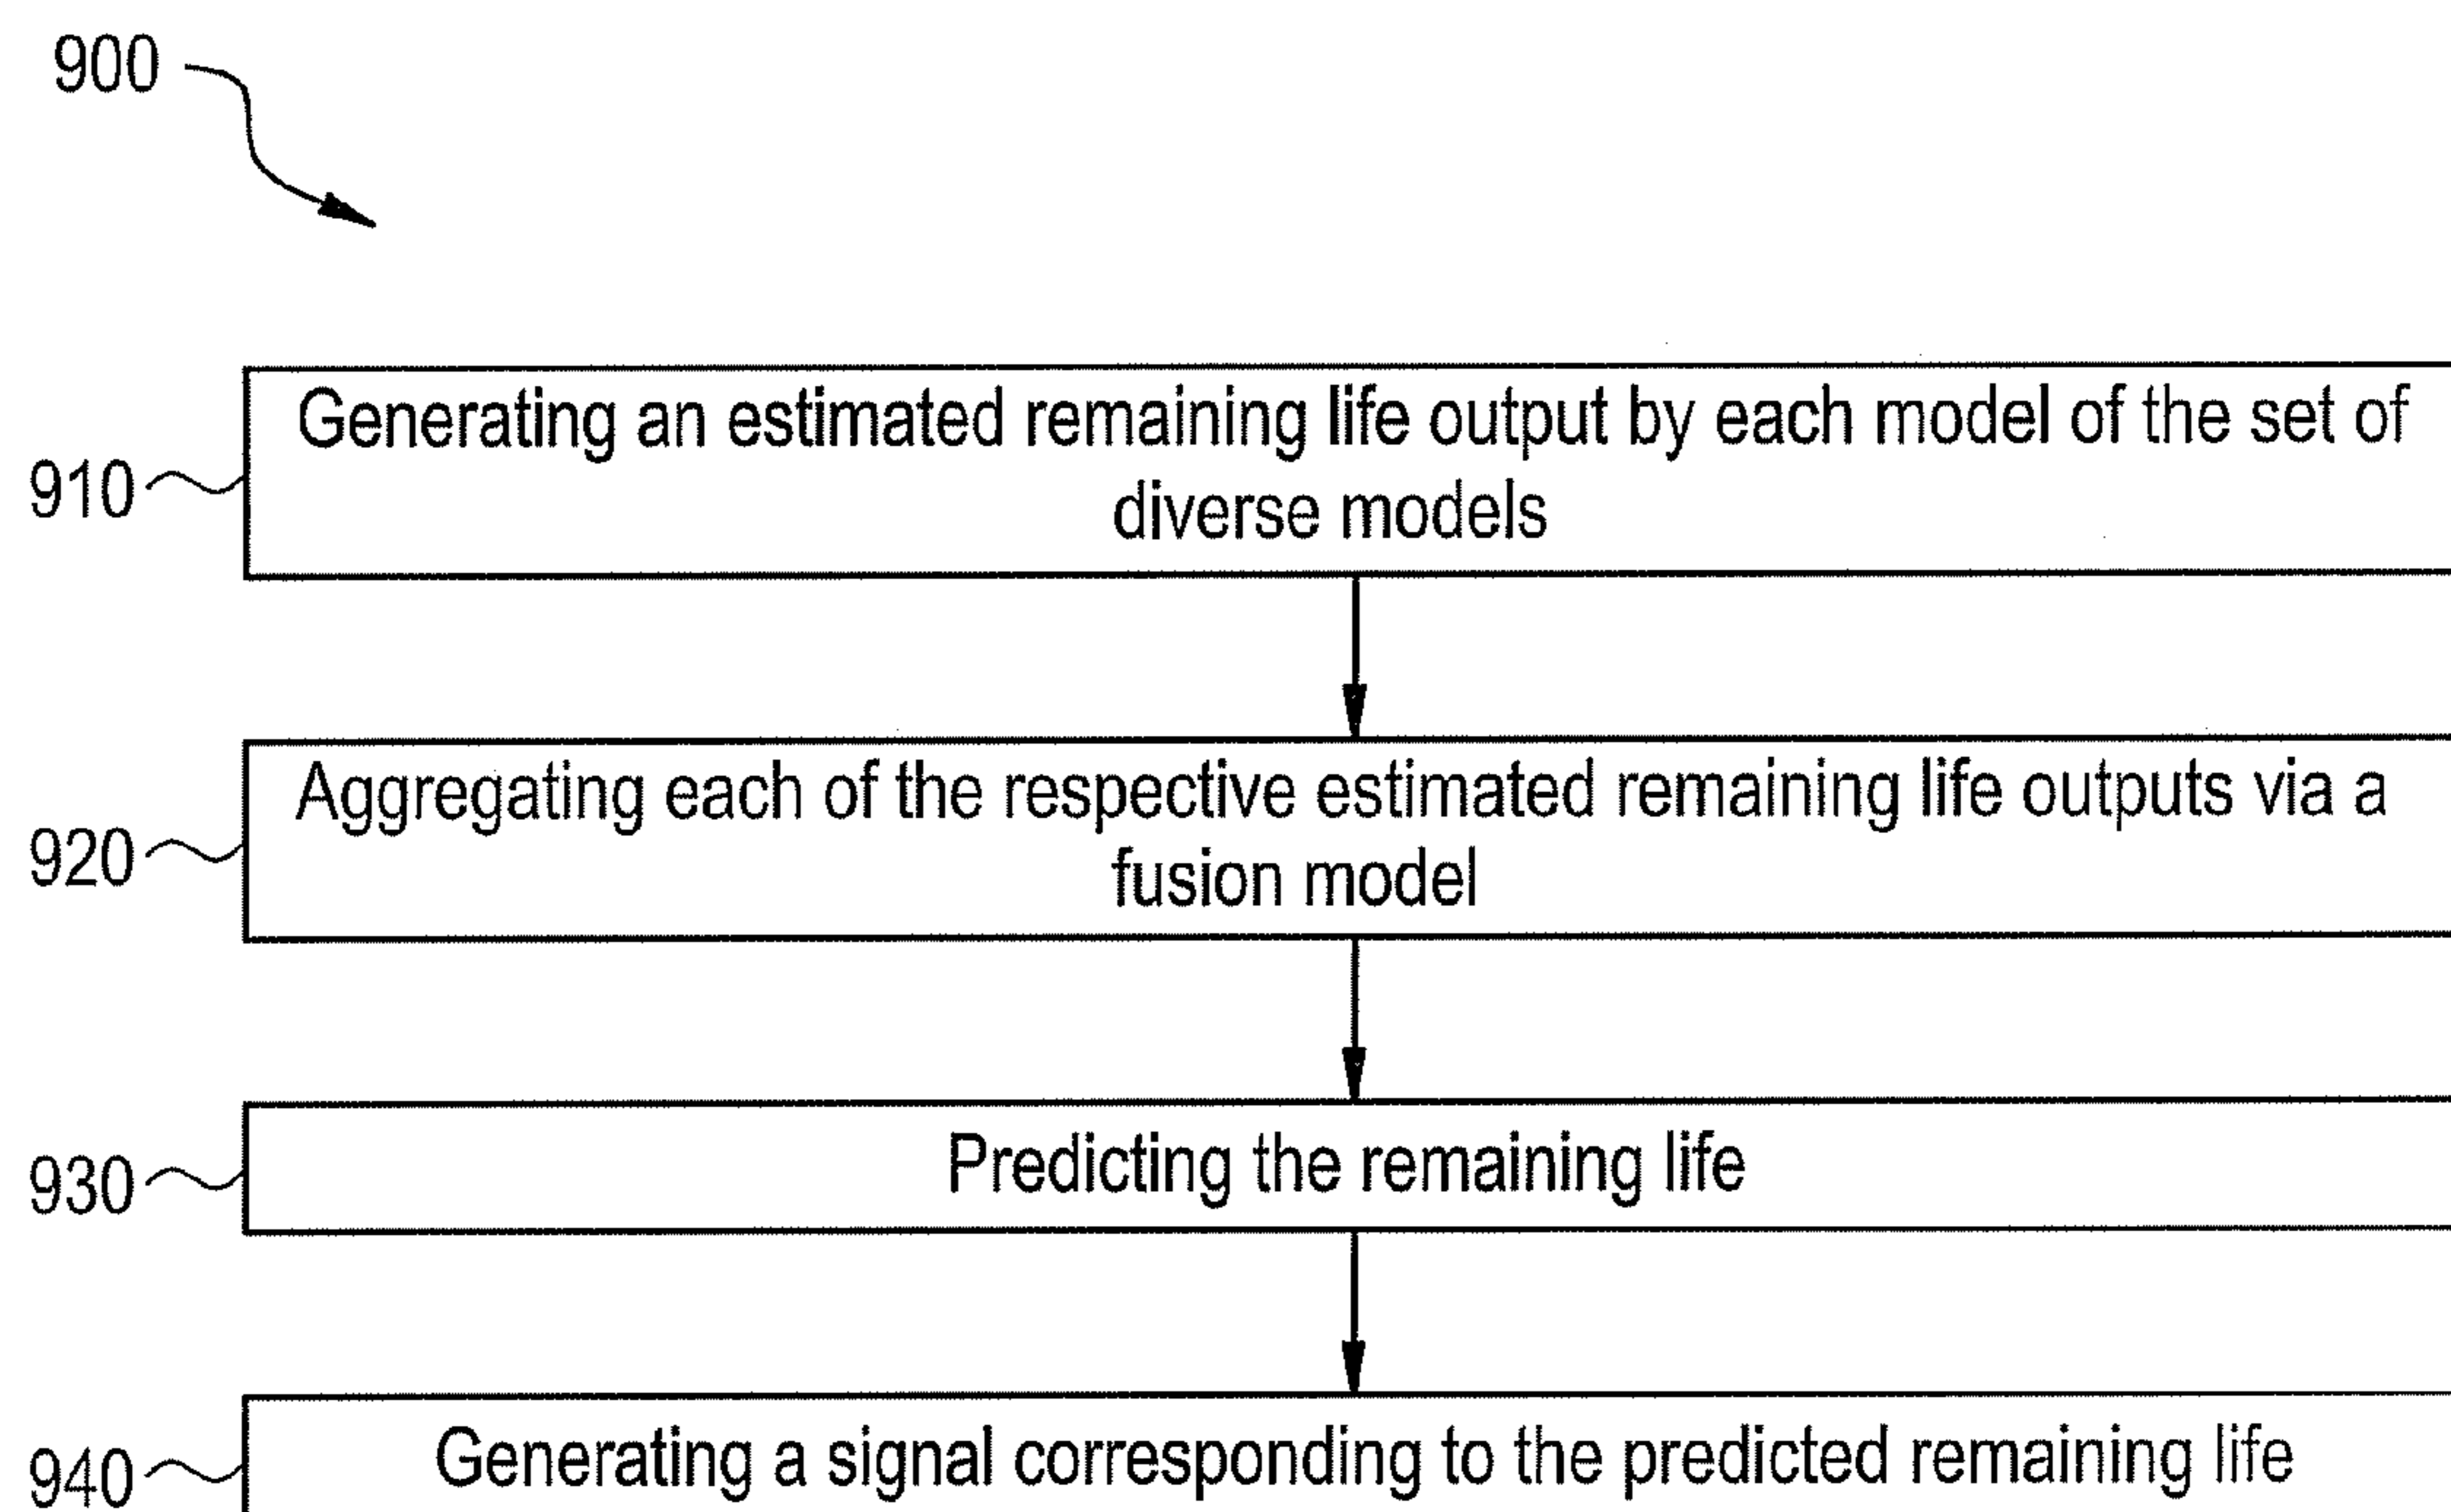 900
910
Generating an estimated remaining life output by each model of the set of
diverse models
920
Aggregating each of the respective estimated remaining life outputs via a
fusion model
930
Predicting the remaining life
940
Generating a signal corresponding to the predicted remaining life